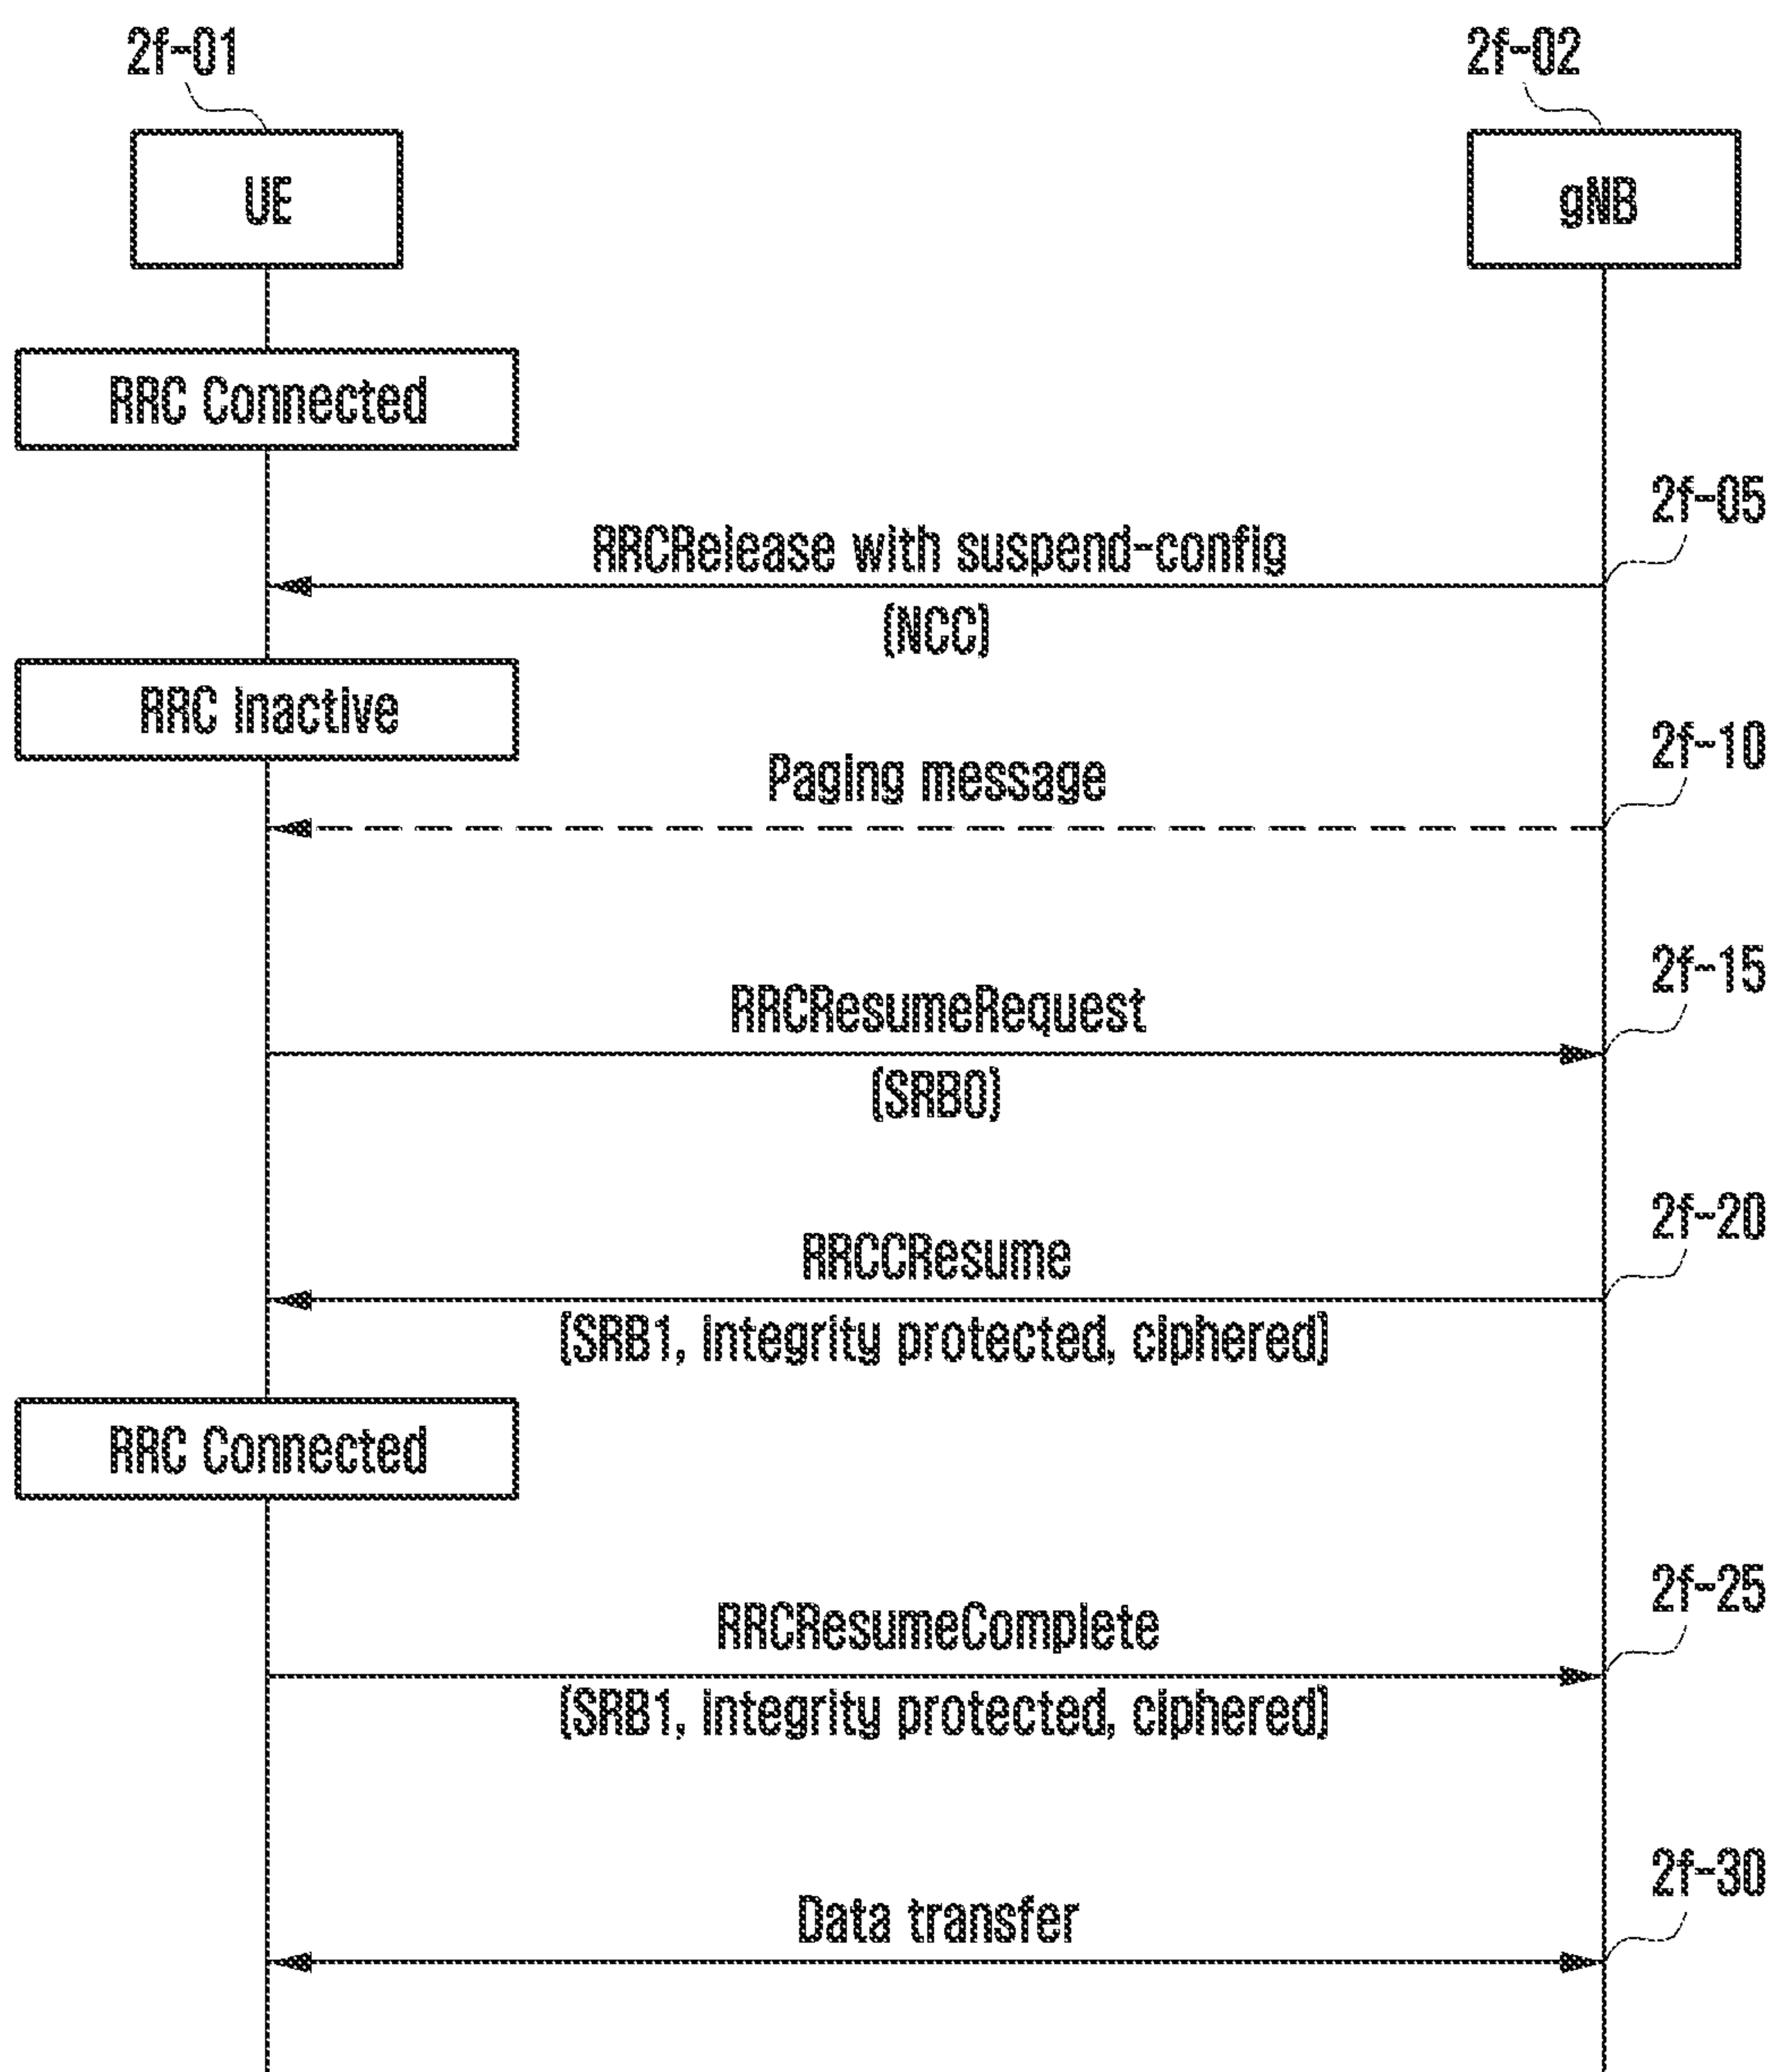 2f-01
2f-02
UE
gNB
RRC Connected
2f-05
RRCRelease with suspend-config
(NCC)
RRC Inactive
2f-10
Paging message
2f-15
RRCResumeRequest
(SRB0)
2f-20
RRCCResume
(SRB1, integrity protected, ciphered)
RRC Connected
2f-25
RRCResumeComplete
(SRB1, integrity protected, ciphered)
2f-30
Data transfer